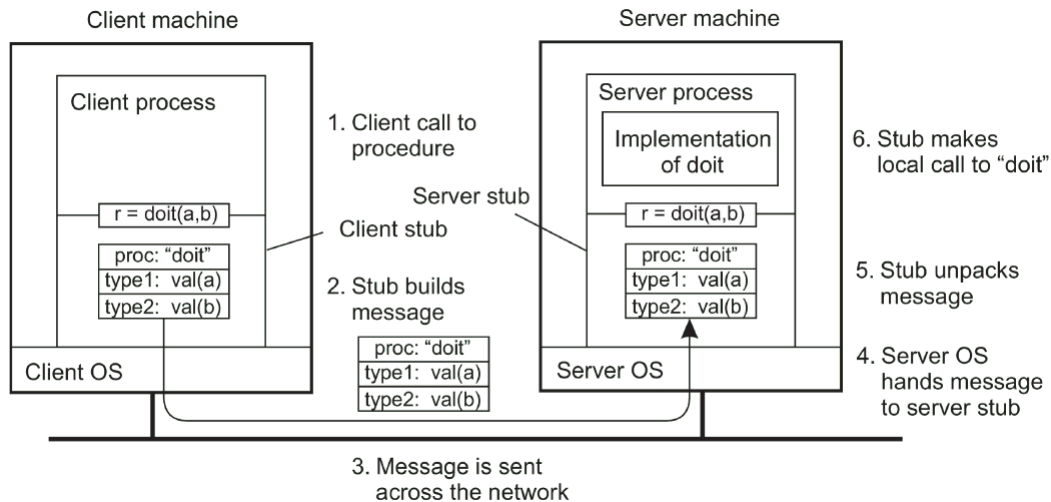 Client machine
Server machine
Client process
1. Client call to
procedure
r = doit(a,b)
Client stub
proc: “doit”
type1: val(a)
type2: val(b)
2. Stub builds
message
proc: “doit”
type1: val(a)
type2: val(b)
Client OS
3. Message is sent
across the network
Server process
Implementation
of doit
Server stub
r = doit(a,b)
proc: “doit”
type1: val(a)
type2: val(b)
Server OS
6. Stub makes
local call to “doit”
5. Stub unpacks
message
4. Server OS
hands message
to server stub